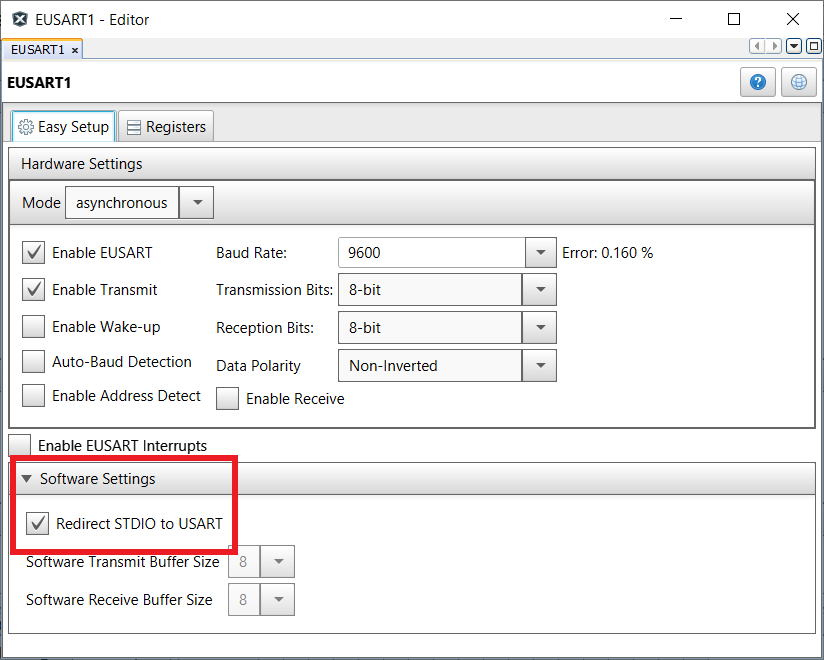 EUSART1 - Editor
EUSART1 ×
EUSART1
?
Easy Setup Registers
Hardware Settings
Mode asynchronous
Enable EUSART Baud Rate: 9600 Error: 0.160 %
Enable Transmit Transmission Bits: 8-bit
Enable Wake-up Reception Bits: 8-bit
Auto-Baud Detection Data Polarity Non-Inverted
Enable Address Detect Enable Receive
Enable EUSART Interrupts
Software Settings
Redirect STDIO to USART
Software Transmit Buffer Size 8
Software Receive Buffer Size 8